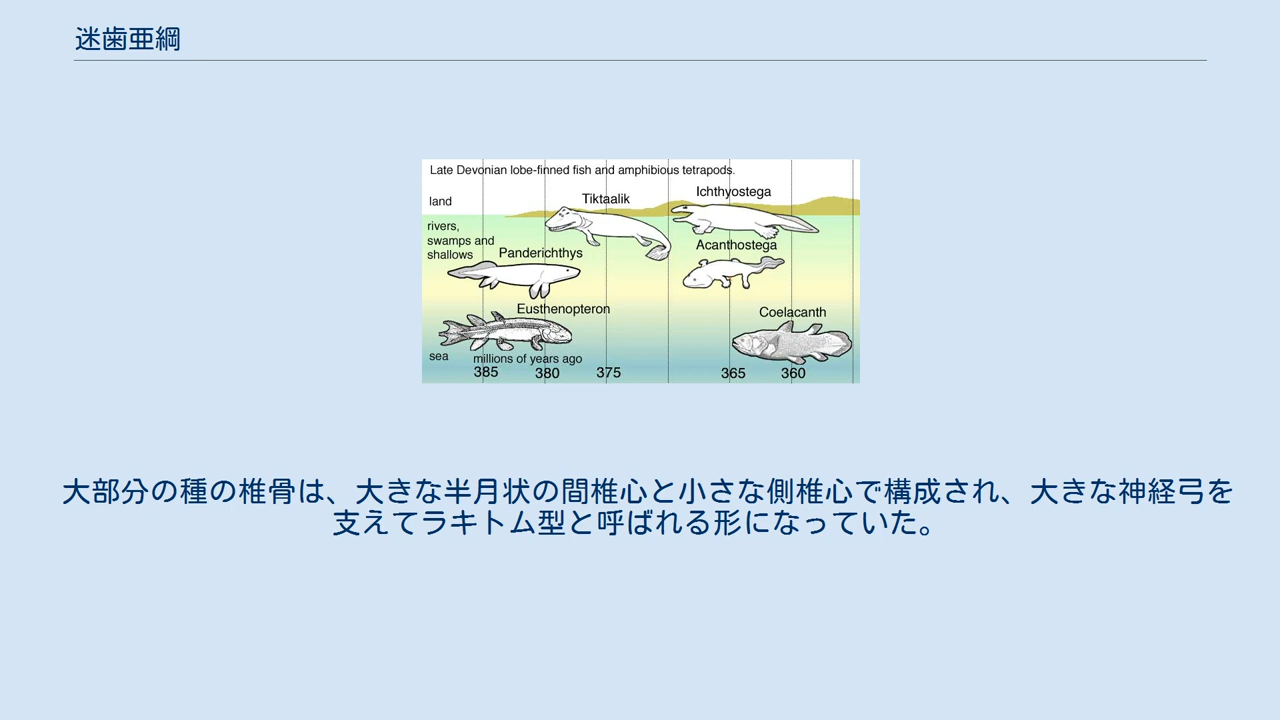 迷歯亜綱
Late Devonian lobe-finned fish and amphibious tetrapods.
land
Tiktaalik
Ichthyostega
rivers,
swamps and
shallows
Panderichthys
Acanthostega
Eusthenopteron
Coelacanth
sea
millions of years ago
385 380 375 365 360
大部分の種の椎骨は、大きな半月状の間椎心と小さな側椎心で構成され、大きな神経弓を
支えてラキトム型と呼ばれる形になっていた。